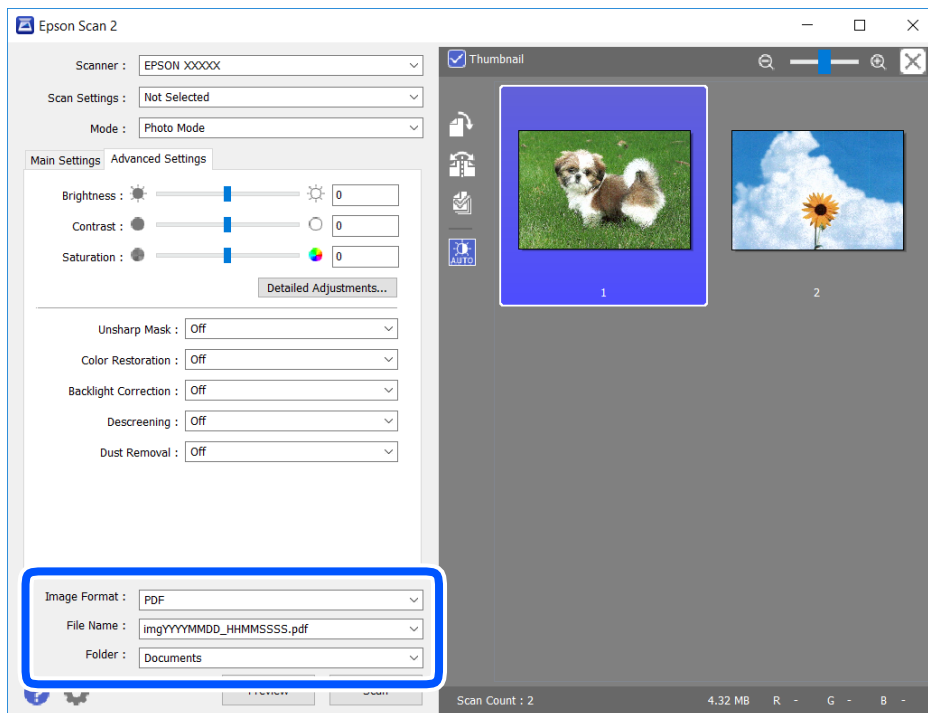 Epson Scan 2
Scanner : EPSON XXXXX
Scan Settings : Not Selected
Mode : Photo Mode
Main Settings Advanced Settings
Brightness : 0
Contrast : 0
Saturation : 0
Detailed Adjustments...
Unsharp Mask : Off
Color Restoration : Off
Backlight Correction : Off
Descreening : Off
Dust Removal : Off
Image Format : PDF
File Name : imgYYYYMMDD_HHMMSSSS.pdf
Folder : Documents
? Preview Scan
Thumbnail
AUTO
1 2
Scan Count : 2 4.32 MB R - G - B -